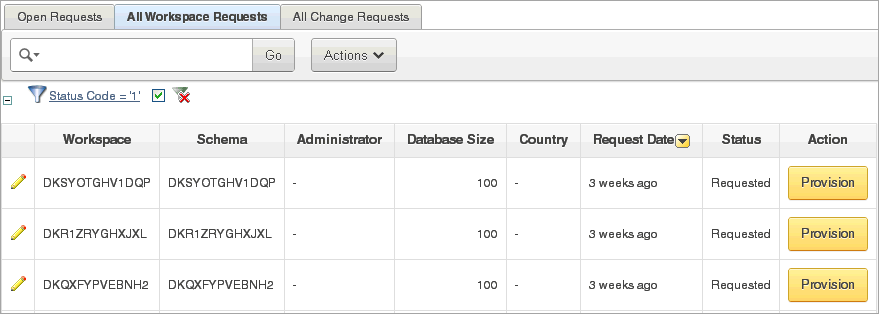 Open Requests All Workspace Requests All Change Requests
Go Actions
Status Code = '1'
Workspace Schema Administrator Database Size Country Request Date Status Action
DKSYOTGHV1DQP DKSYOTGHV1DQP - 100 - 3 weeks ago Requested Provision
DKR1ZRYGHXJXL DKR1ZRYGHXJXL - 100 - 3 weeks ago Requested Provision
DKQXFYPVEBNH2 DKQXFYPVEBNH2 - 100 - 3 weeks ago Requested Provision